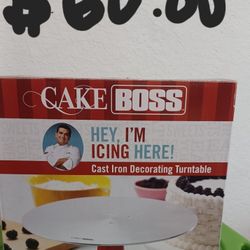 $60.00
CAKE BOSS
HEY, I'M
ICING HERE!
Cast Iron Decorating Turntable